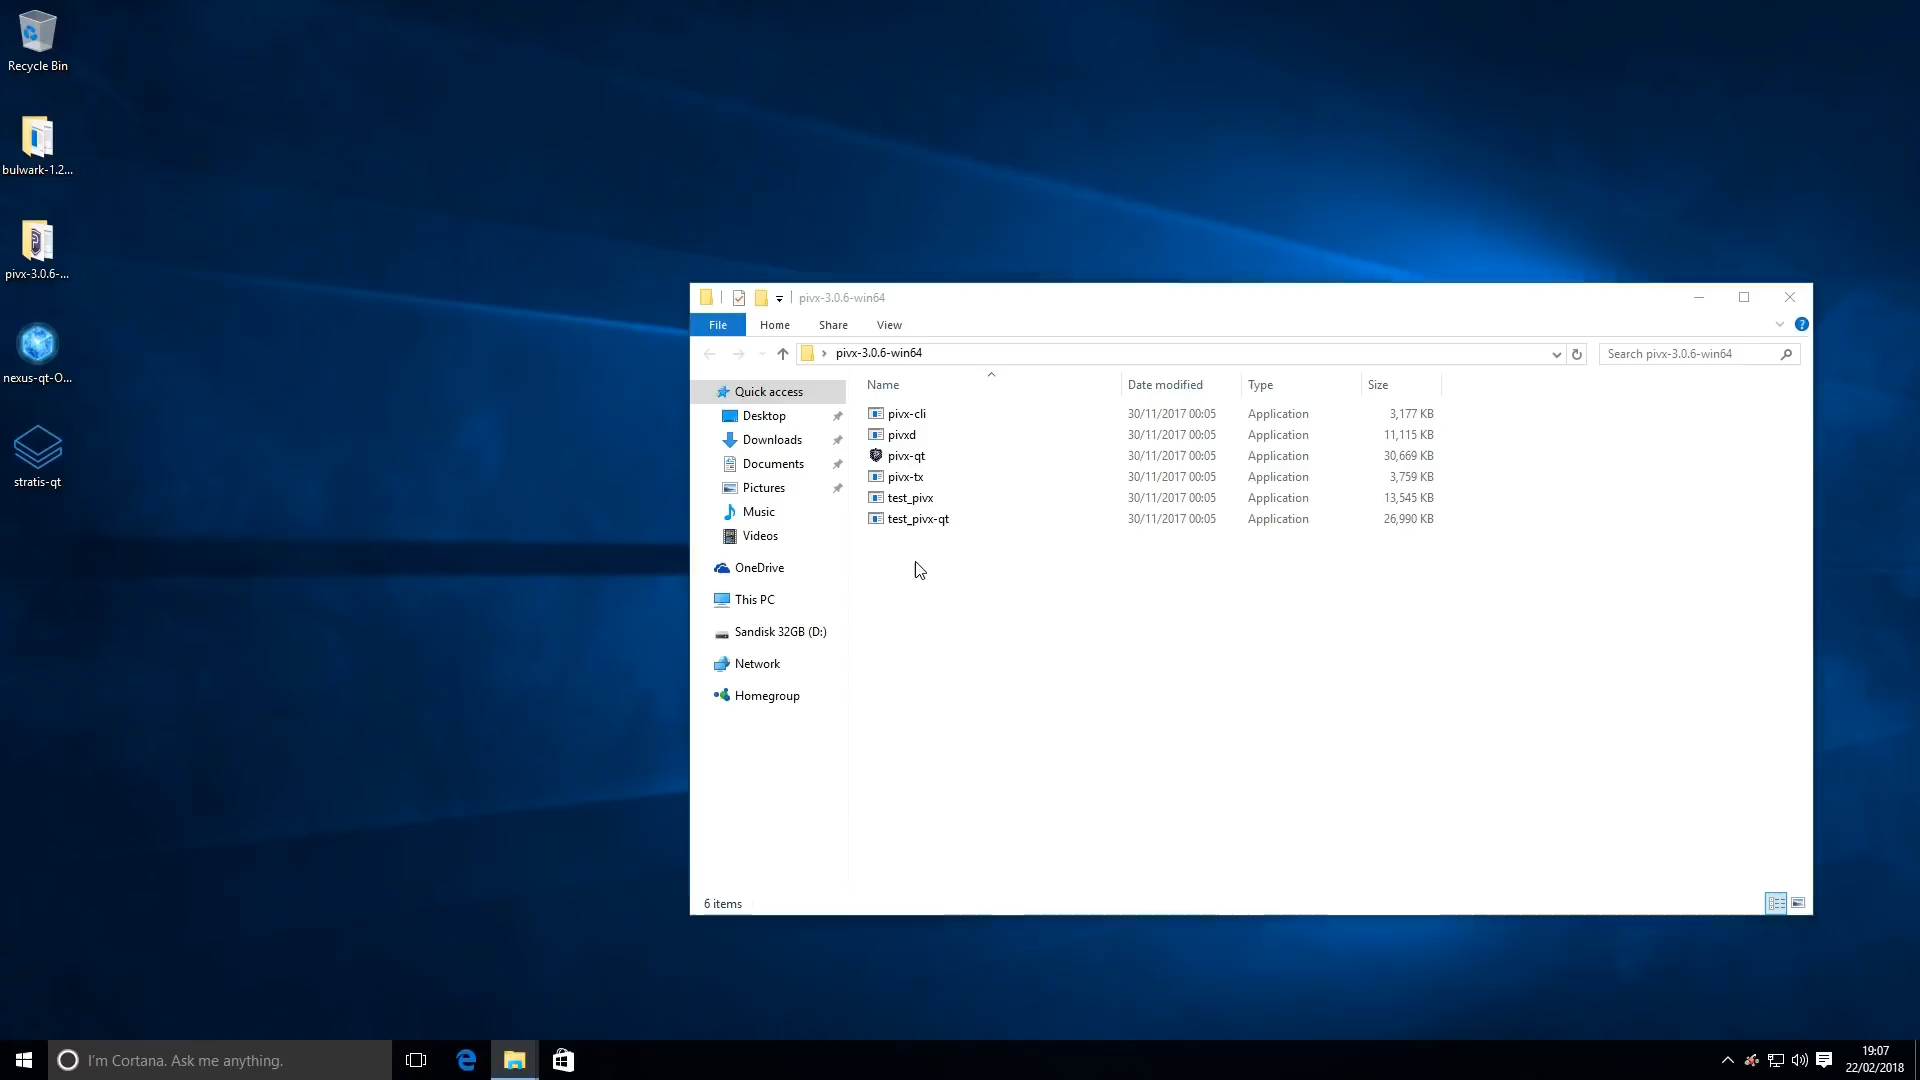 Recycle Bin
bulwark-1.2...
pivx-3.0.6-...
nexus-qt-O...
stratis-qt
pivx-3.0.6-win64
File Home Share View
pivx-3.0.6-win64
Search pivx-3.0.6-win64
Name Date modified Type Size
Quick access
Desktop
Downloads
Documents
Pictures
Music
Videos
OneDrive
This PC
Sandisk 32GB (D:)
Network
Homegroup
pivx-cli 30/11/2017 00:05 Application 3,177 KB
pivxd 30/11/2017 00:05 Application 11,115 KB
pivx-qt 30/11/2017 00:05 Application 30,669 KB
pivx-tx 30/11/2017 00:05 Application 3,759 KB
test_pivx 30/11/2017 00:05 Application 13,545 KB
test_pivx-qt 30/11/2017 00:05 Application 26,990 KB
6 items
I'm Cortana. Ask me anything.
19:07
22/02/2018